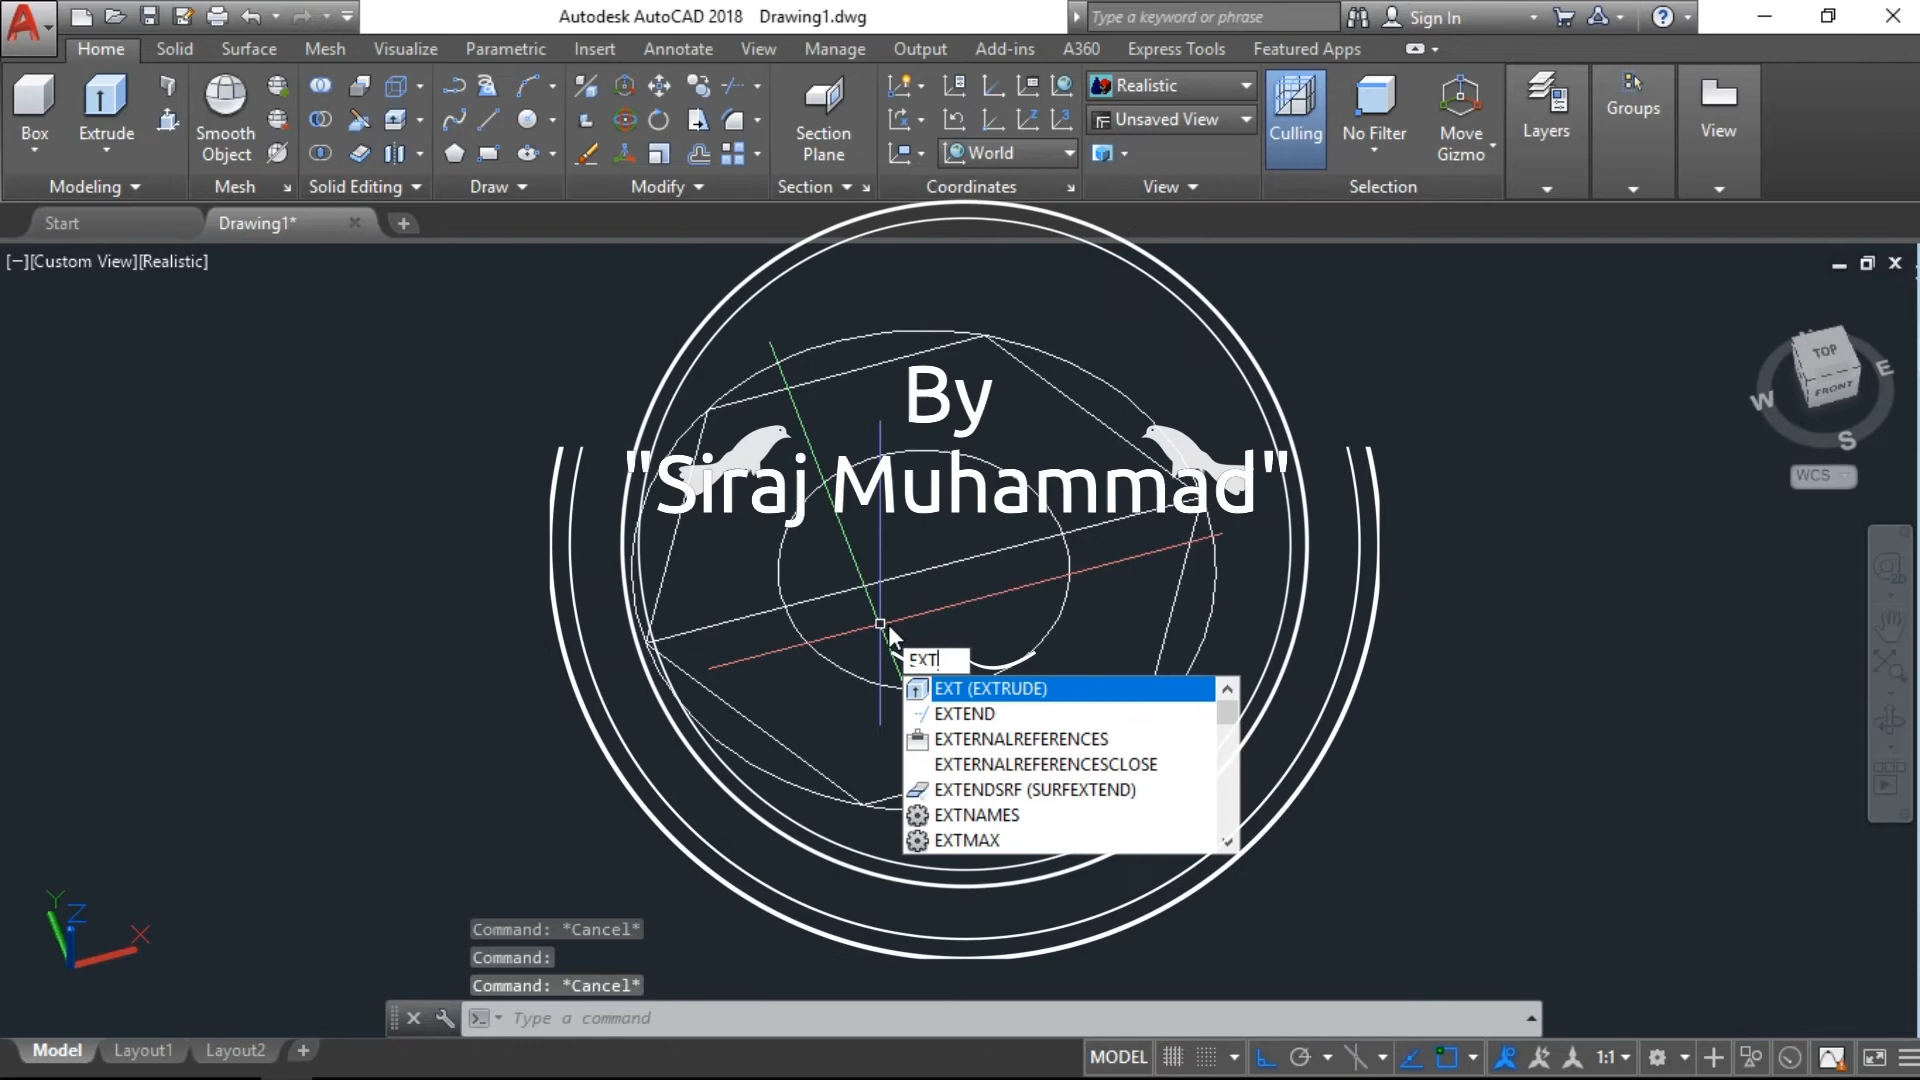 Autodesk AutoCAD 2018 Drawing1.dwg
Type a keyword or phrase
Sign In
Home Solid Surface Mesh Visualize Parametric Insert Annotate View Manage Output Add-ins A360 Express Tools Featured Apps
Box
Extrude
Smooth
Object
Section
Plane
World
Realistic
Unsaved View
Culling
No Filter
Move
Gizmo
Layers
Groups
View
Modeling Mesh Solid Editing Draw Modify Section Coordinates View Selection
Start Drawing1*
[−][Custom View][Realistic]
TOP
FRONT
W
E
S
WCS
By
"Siraj Muhammad"
EXT
EXT (EXTRUDE)
EXTEND
EXTERNALREFERENCES
EXTERNALREFERENCESCLOSE
EXTENDSRF (SURFEXTEND)
EXTNAMES
EXTMAX
Y
Z
X
Command: *Cancel*
Command:
Command: *Cancel*
Type a command
Model Layout1 Layout2
MODEL
1:1